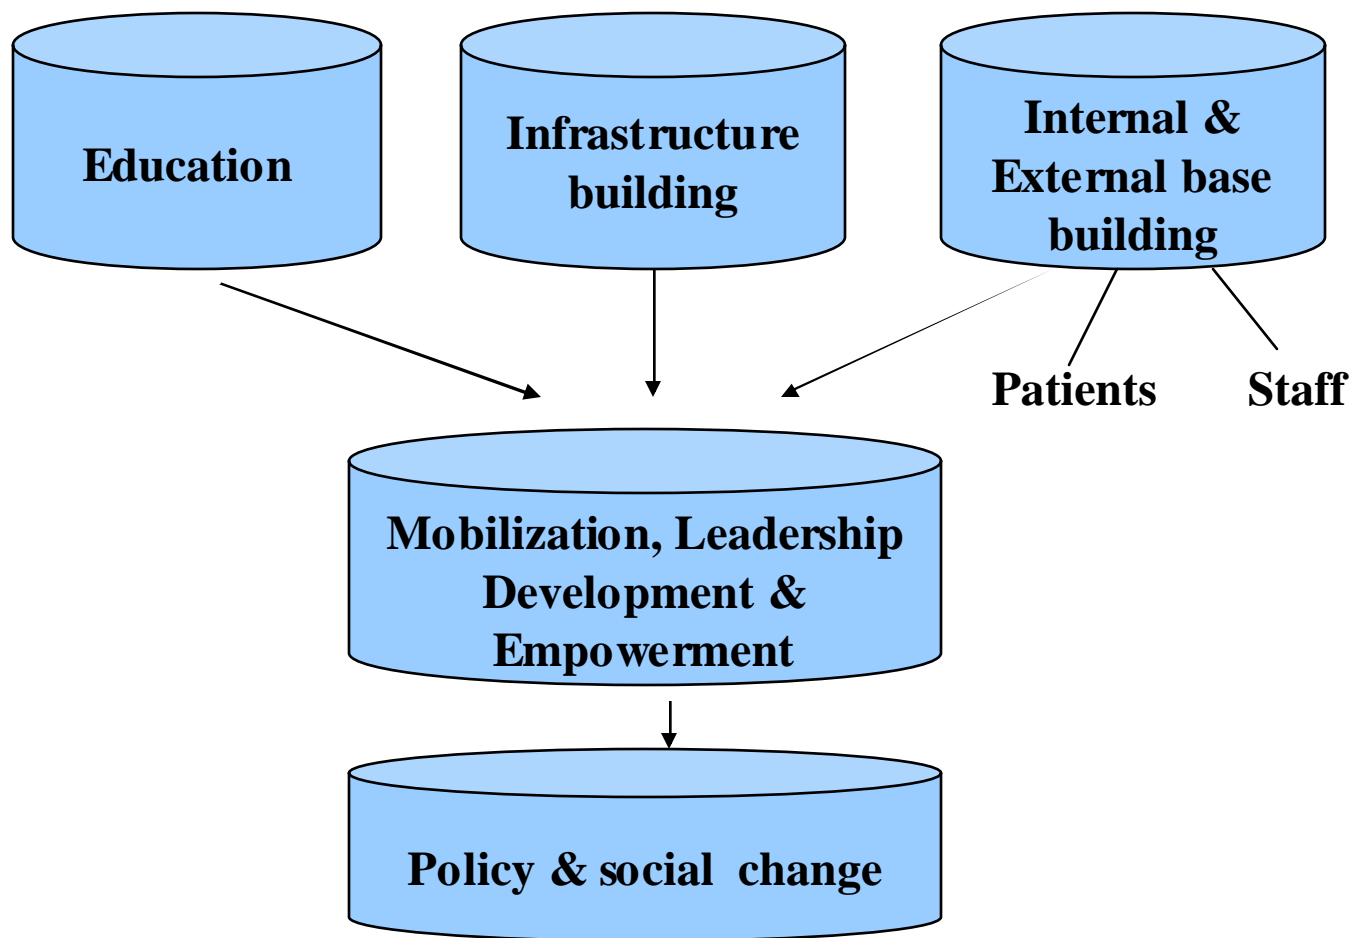 Education
Infrastructure
building
Internal &
External base
building
Patients
Staff
Mobilization, Leadership
Development &
Empowerment
Policy & social change